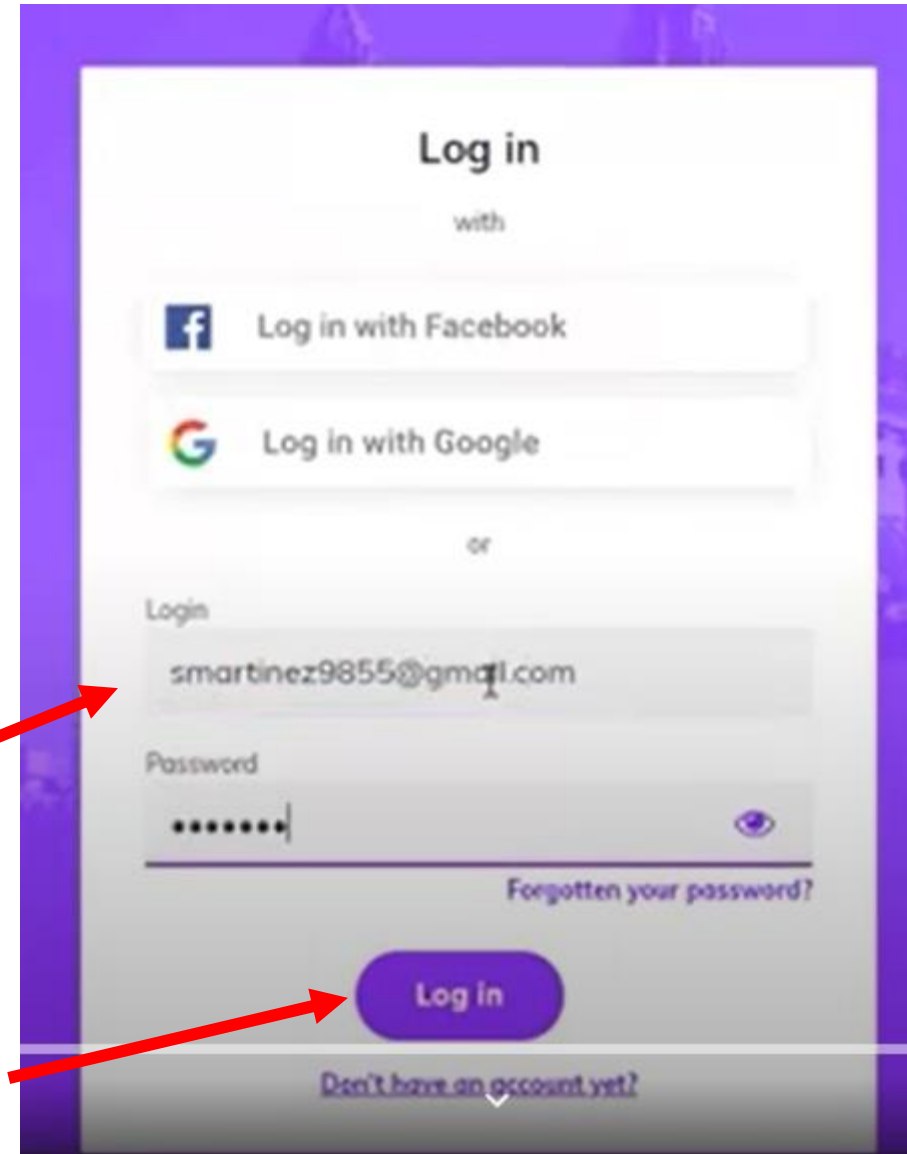 Log in
with
Log in with Facebook
Log in with Google
or
Login
smartinez9855@gmail.com
Password
•••••••
Forgotten your password?
Log in
Don't have an account yet?